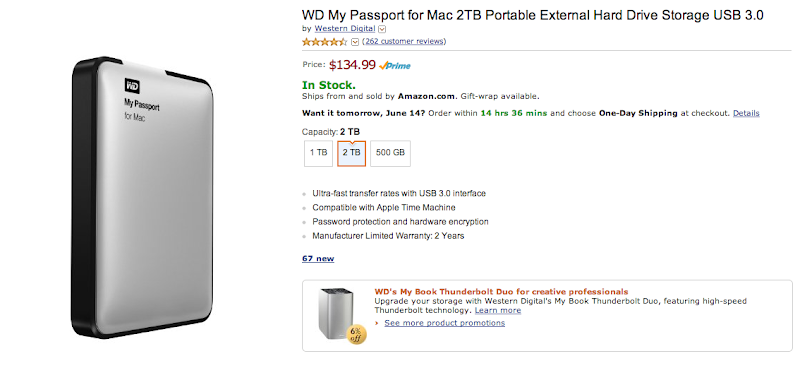 WD My Passport for Mac 2TB Portable External Hard Drive Storage USB 3.0
by Western Digital
(262 customer reviews)
Price: $134.99 Prime
In Stock.
Ships from and sold by Amazon.com. Gift-wrap available.
Want it tomorrow, June 14? Order within 14 hrs 36 mins and choose One-Day Shipping at checkout. Details
Capacity: 2 TB
1 TB 2 TB 500 GB
Ultra-fast transfer rates with USB 3.0 interface
Compatible with Apple Time Machine
Password protection and hardware encryption
Manufacturer Limited Warranty: 2 Years
67 new
WD's My Book Thunderbolt Duo for creative professionals
Upgrade your storage with Western Digital's My Book Thunderbolt Duo, featuring high-speed
Thunderbolt technology. Learn more
See more product promotions
6%
off
WD
My Passport
for Mac